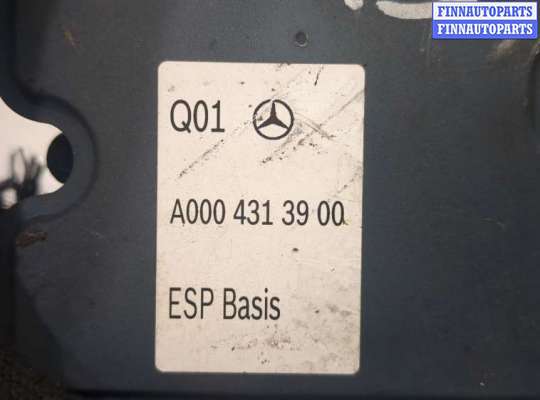 FINNAUTOPARTS
FINNAUTOPARTS
Q01
A000 431 39 00
ESP Basis